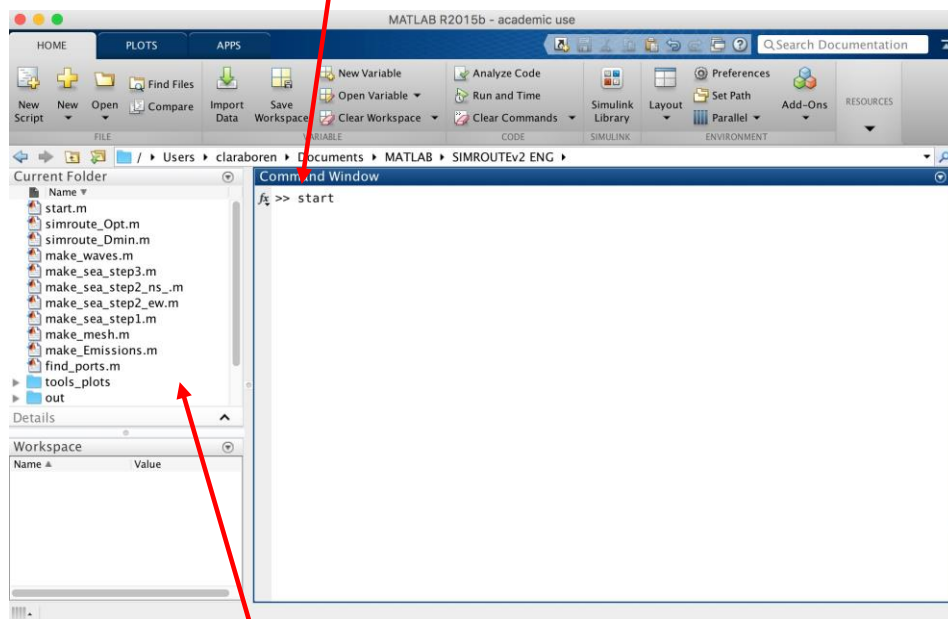 MATLAB R2015b - academic use
HOME PLOTS APPS
Search Documentation
New Script
New
Open
Find Files
Compare
Import Data
Save Workspace
New Variable
Open Variable
Clear Workspace
Analyze Code
Run and Time
Clear Commands
Simulink Library
Layout
Preferences
Set Path
Parallel
Add-Ons
RESOURCES
FILE VARIABLE CODE SIMULINK ENVIRONMENT
/ Users claraboren Documents MATLAB SIMROUTEv2 ENG
Current Folder
Name
start.m
simroute_Opt.m
simroute_Dmin.m
make_waves.m
make_sea_step3.m
make_sea_step2_ns_.m
make_sea_step2_ew.m
make_sea_step1.m
make_mesh.m
make_Emissions.m
find_ports.m
tools_plots
out
Details
Workspace
Name Value
Command Window
fx >> start